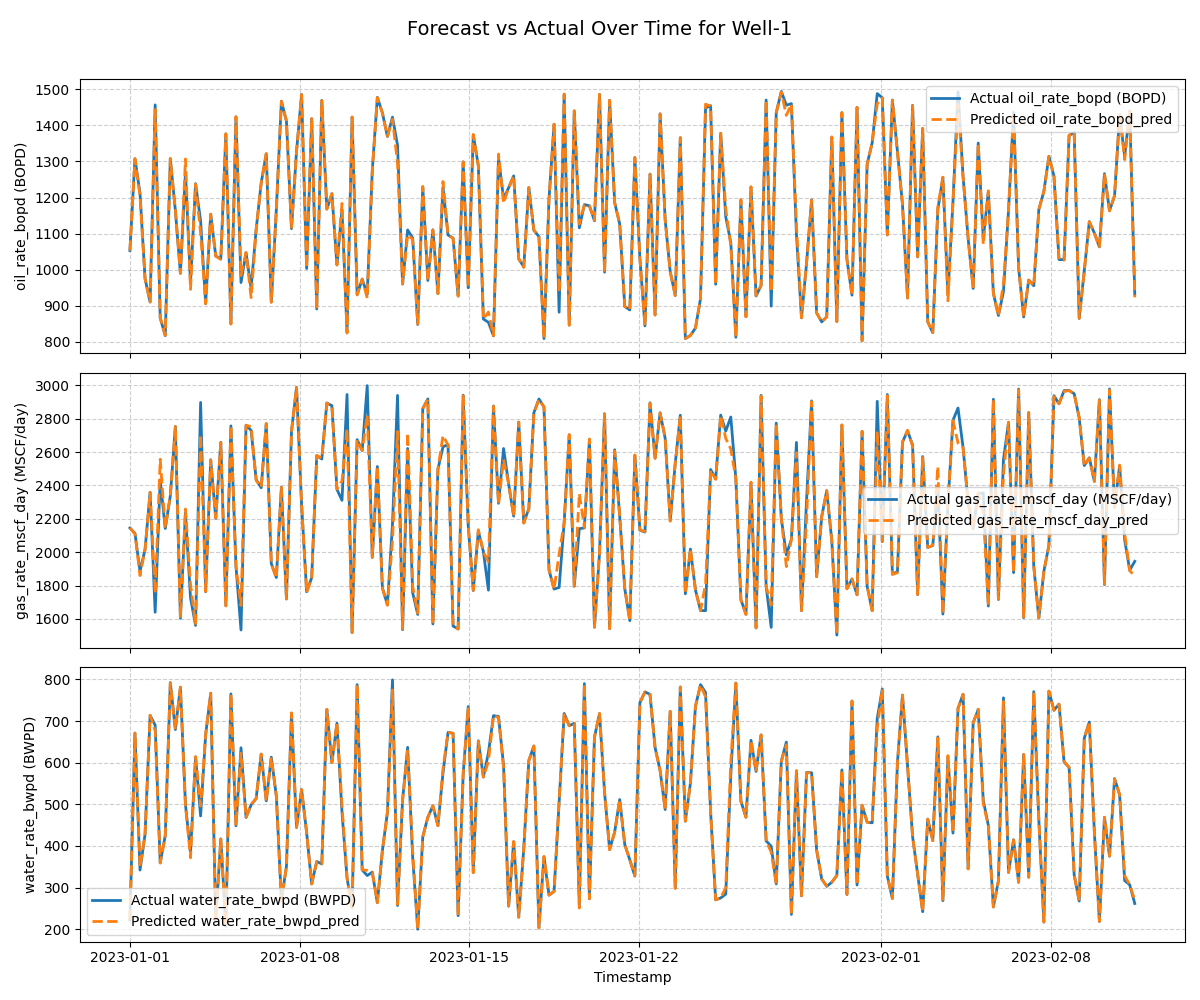 Forecast vs Actual Over Time for Well-1
oil_rate_bopd (BOPD)
1500
1400
1300
1200
1100
1000
900
800
Actual oil_rate_bopd (BOPD)
Predicted oil_rate_bopd_pred
gas_rate_mscf_day (MSCF/day)
3000
2800
2600
2400
2200
2000
1800
1600
Actual gas_rate_mscf_day (MSCF/day)
Predicted gas_rate_mscf_day_pred
water_rate_bwpd (BWPD)
800
700
600
500
400
300
200
Actual water_rate_bwpd (BWPD)
Predicted water_rate_bwpd_pred
2023-01-01 2023-01-08 2023-01-15 2023-01-22 2023-02-01 2023-02-08
Timestamp